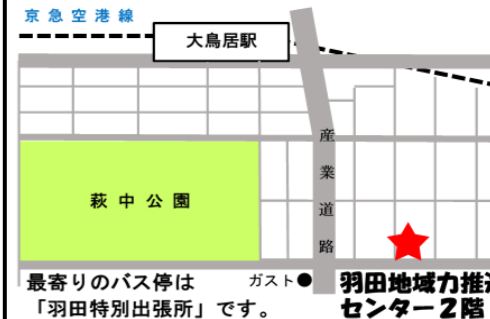 京急空港線
大鳥居駅
産業道路
萩中公園
最寄りのバス停は
「羽田特別出張所」です。
ガスト●
羽田地域力推進
センター２階